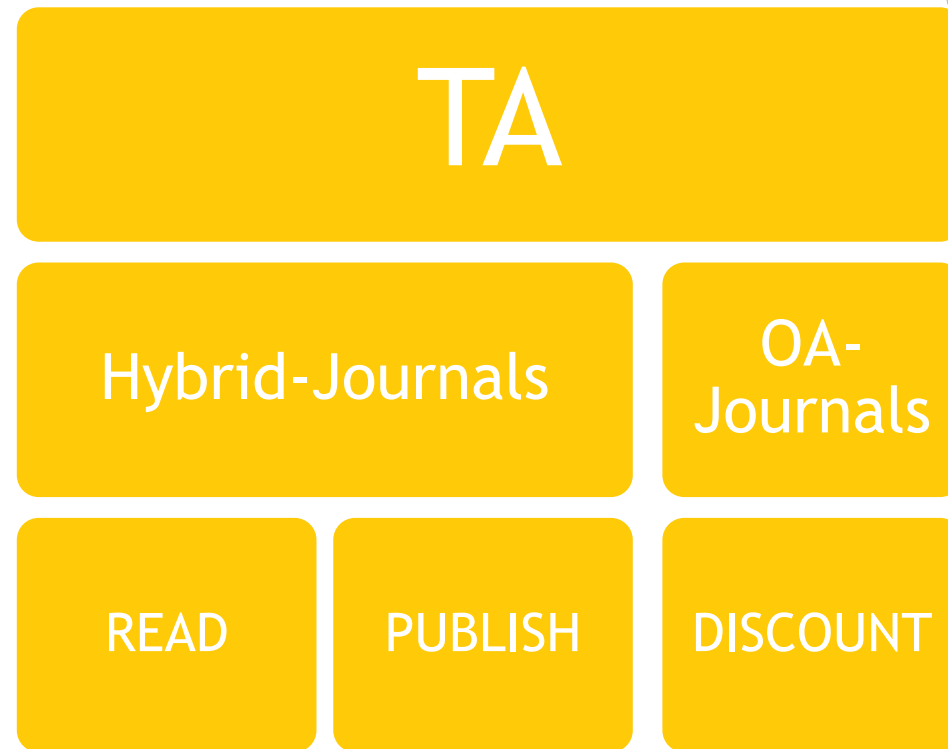 TA
Hybrid-Journals
OA-
Journals
READ
PUBLISH
DISCOUNT